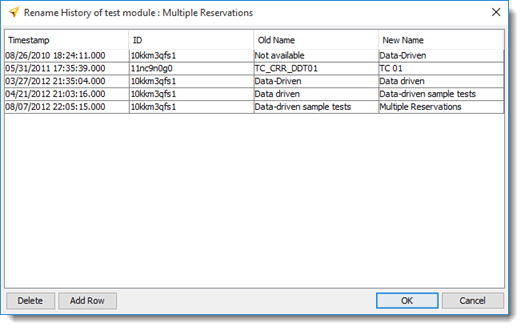 Rename History of test module : Multiple Reservations
Timestamp ID Old Name New Name
08/26/2010 18:24:11.000 10kkm3qfs1 Not available Data-Driven
05/31/2011 17:35:39.000 11nc9n0g0 TC_CRR_DDT01 TC 01
03/27/2012 21:35:04.000 10kkm3qfs1 Data-Driven Data driven
04/21/2012 21:03:16.000 10kkm3qfs1 Data driven Data-driven sample tests
08/07/2012 22:05:15.000 10kkm3qfs1 Data-driven sample tests Multiple Reservations
Delete Add Row OK Cancel